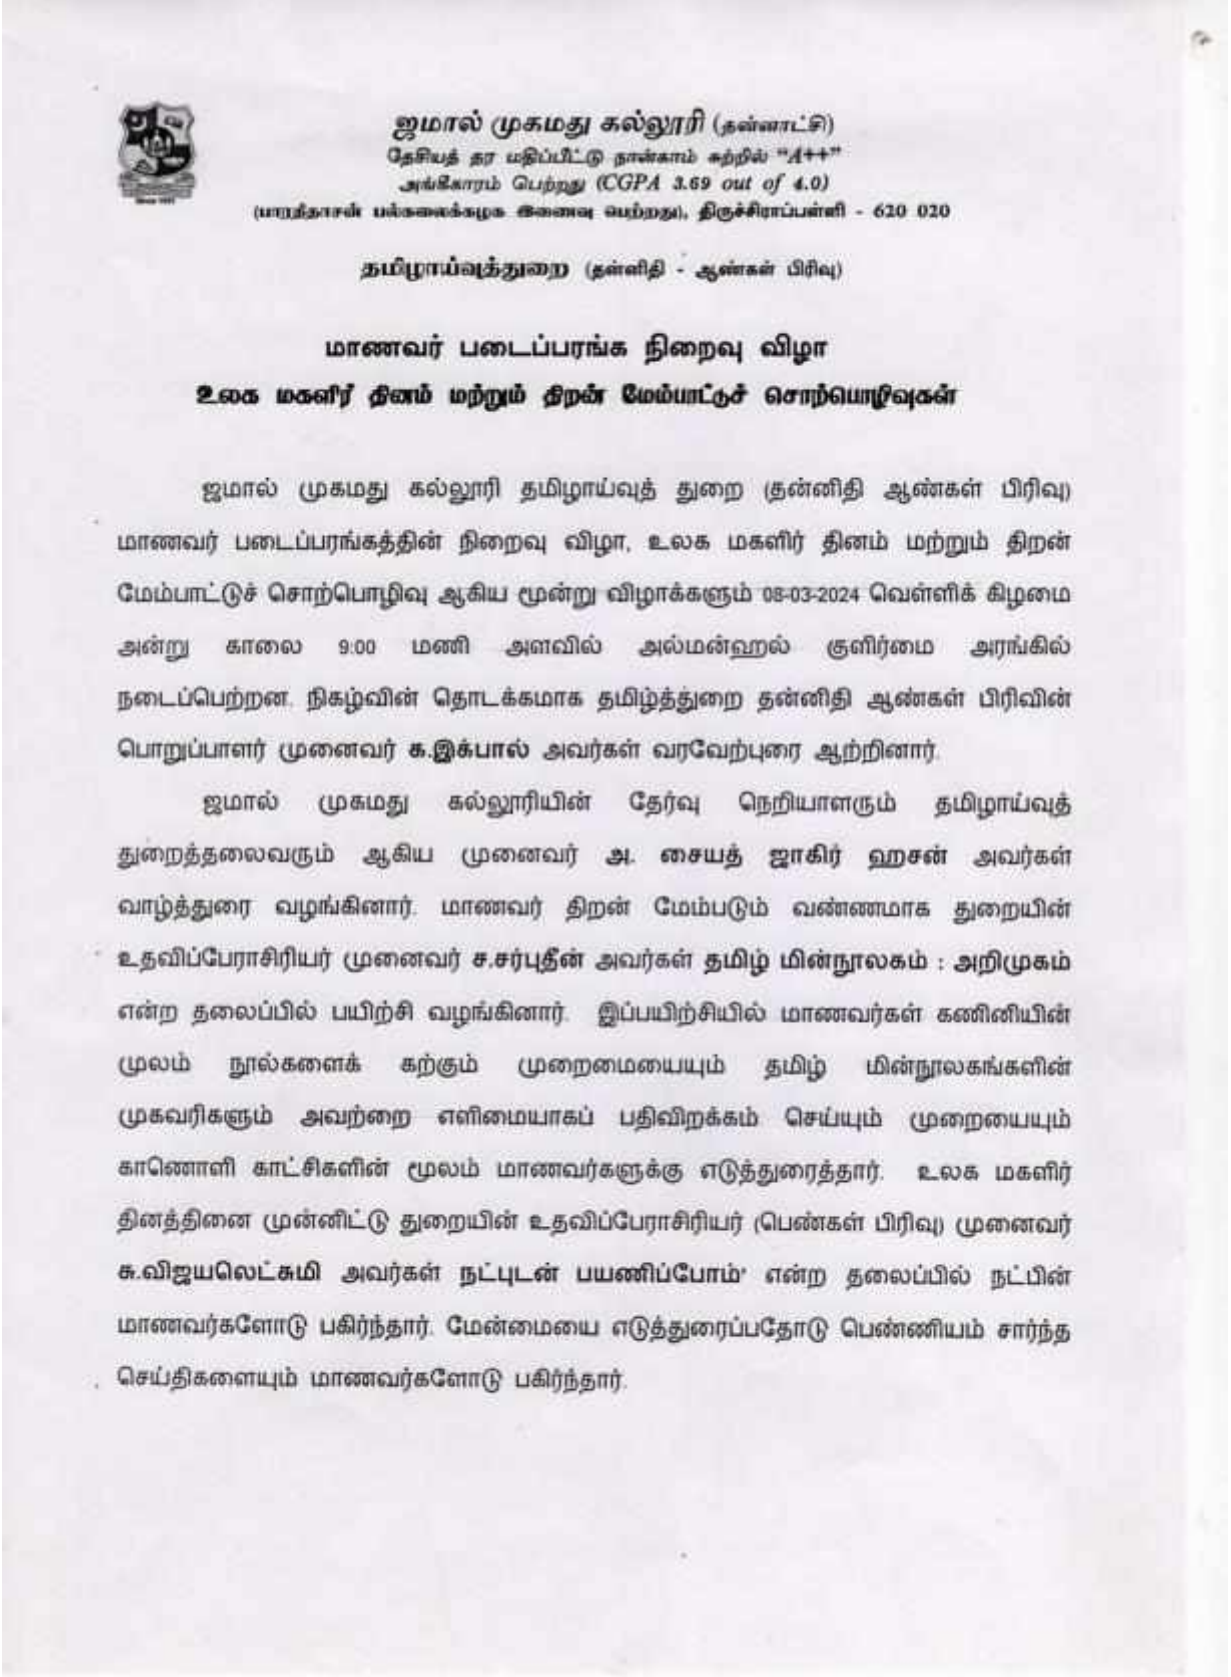 ஜமால் முகமது கல்லூரி (தன்னாட்சி)
தேசியத் தர மதிப்பீட்டு நான்காம் சுற்றில் "A++"
அங்கீகாரம் பெற்றது (CGPA 3.69 out of 4.0)
(பாரதிதாசன் பல்கலைக்கழக இணைவு பெற்றது), திருச்சிராப்பள்ளி - 620 020
தமிழாய்வுத்துறை (தன்னிதி - ஆண்கள் பிரிவு)
மாணவர் படைப்பரங்க நிறைவு விழா
உலக மகளிர் தினம் மற்றும் திறன் மேம்பாட்டுச் சொற்பொழிவுகள்
ஜமால் முகமது கல்லூரி தமிழாய்வுத் துறை (தன்னிதி ஆண்கள் பிரிவு)
மாணவர் படைப்பரங்கத்தின் நிறைவு விழா, உலக மகளிர் தினம் மற்றும் திறன்
மேம்பாட்டுச் சொற்பொழிவு ஆகிய மூன்று விழாக்களும் 08-03-2024 வெள்ளிக் கிழமை
அன்று காலை 9:00 மணி அளவில் அல்மன்ஹல் குளிர்மை அரங்கில்
நடைப்பெற்றன. நிகழ்வின் தொடக்கமாக தமிழ்த்துறை தன்னிதி ஆண்கள் பிரிவின்
பொறுப்பாளர் முனைவர் க.இக்பால் அவர்கள் வரவேற்புரை ஆற்றினார்.
ஜமால் முகமது கல்லூரியின் தேர்வு நெறியாளரும் தமிழாய்வுத்
துறைத்தலைவரும் ஆகிய முனைவர் அ. சையத் ஜாகிர் ஹசன் அவர்கள்
வாழ்த்துரை வழங்கினார். மாணவர் திறன் மேம்படும் வண்ணமாக துறையின்
உதவிப்பேராசிரியர் முனைவர் ச.சர்புதீன் அவர்கள் தமிழ் மின்நூலகம் : அறிமுகம்
என்ற தலைப்பில் பயிற்சி வழங்கினார். இப்பயிற்சியில் மாணவர்கள் கணினியின்
முலம் நூல்களைக் கற்கும் முறைமையையும் தமிழ் மின்நூலகங்களின்
முகவரிகளும் அவற்றை எளிமையாகப் பதிவிறக்கம் செய்யும் முறையையும்
காணொளி காட்சிகளின் மூலம் மாணவர்களுக்கு எடுத்துரைத்தார். உலக மகளிர்
தினத்தினை முன்னிட்டு துறையின் உதவிப்பேராசிரியர் (பெண்கள் பிரிவு) முனைவர்
சு.விஜயலெட்சுமி அவர்கள் நட்புடன் பயணிப்போம்' என்ற தலைப்பில் நட்பின்
மாணவர்களோடு பகிர்ந்தார். மேன்மையை எடுத்துரைப்பதோடு பெண்ணியம் சார்ந்த
செய்திகளையும் மாணவர்களோடு பகிர்ந்தார்.